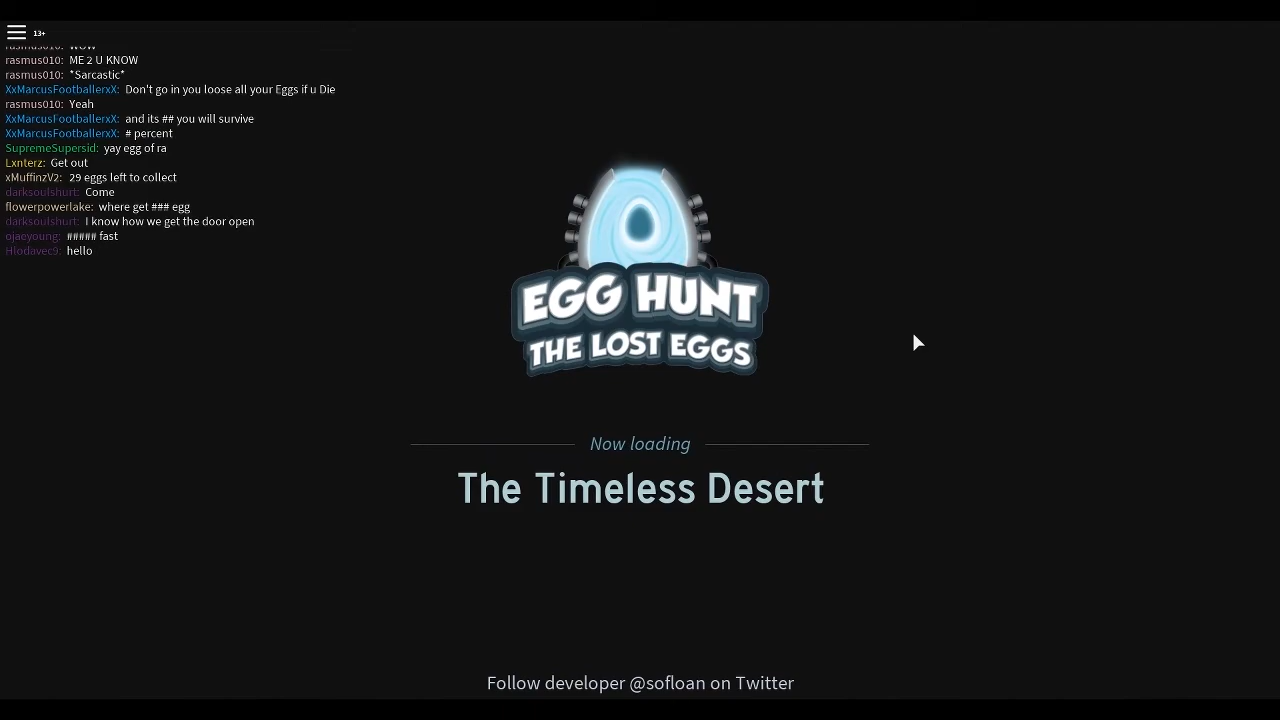 13+
rasmus010: WOW
rasmus010: ME 2 U KNOW
rasmus010: *Sarcastic*
XxMarcusFootballerxX: Don't go in you loose all your Eggs if u Die
rasmus010: Yeah
XxMarcusFootballerxX: and its ## you will survive
XxMarcusFootballerxX: # percent
SupremeSupersid: yay egg of ra
Lxnterz: Get out
xMuffinzV2: 29 eggs left to collect
darksoulshurt: Come
flowerpowerlake: where get ### egg
darksoulshurt: I know how we get the door open
ojaeyoung: ##### fast
Hlodavec9: hello
EGG HUNT
THE LOST EGGS
Now loading
The Timeless Desert
Follow developer @sofloan on Twitter